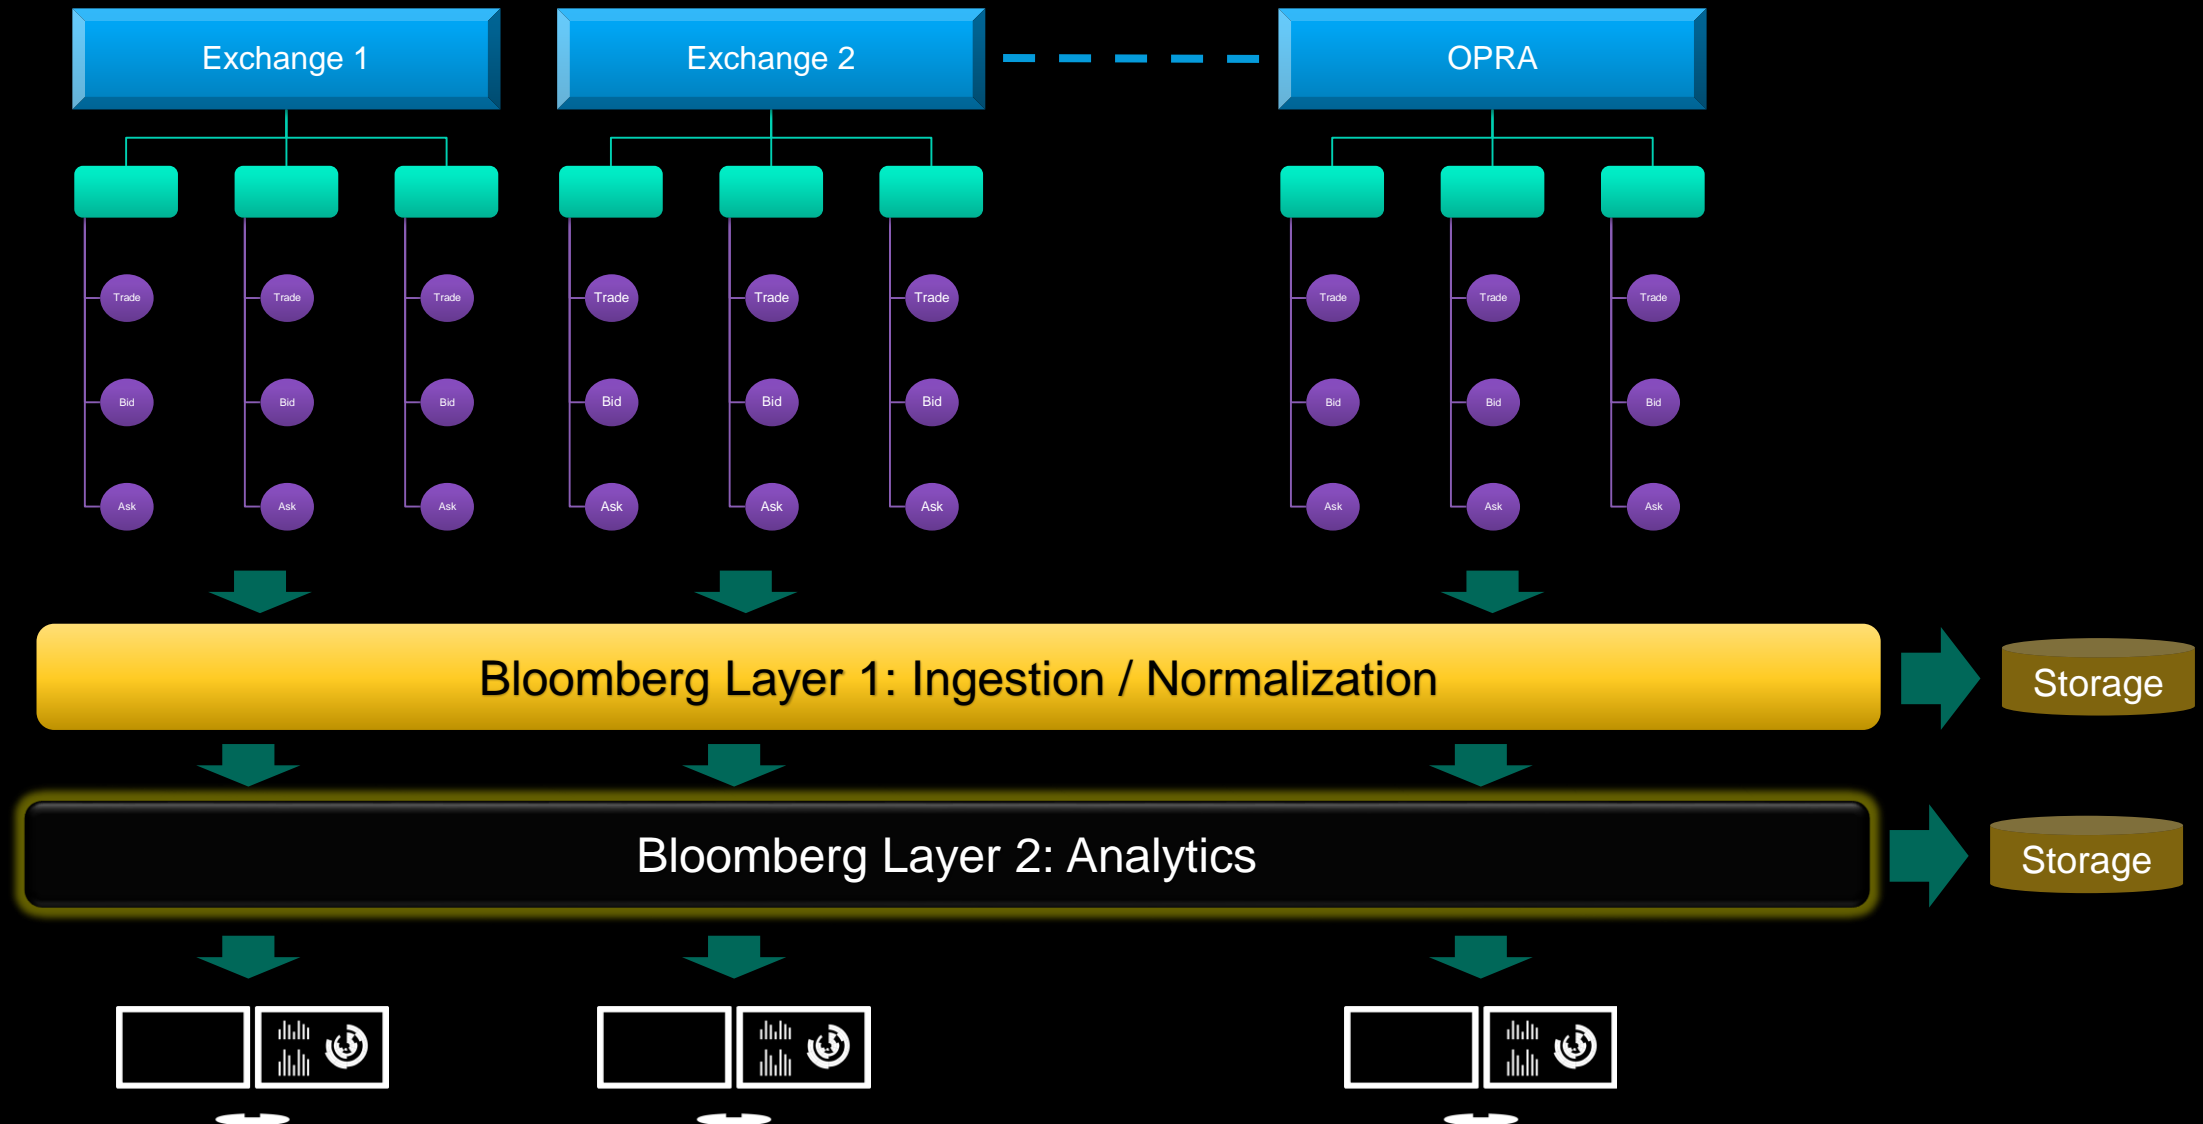 Exchange 1
Exchange 2
OPRA
Trade Trade Trade Trade Trade Trade Trade Trade Trade
Bid Bid Bid Bid Bid Bid Bid Bid Bid
Ask Ask Ask Ask Ask Ask Ask Ask Ask
Bloomberg Layer 1: Ingestion / Normalization
Storage
Bloomberg Layer 2: Analytics
Storage